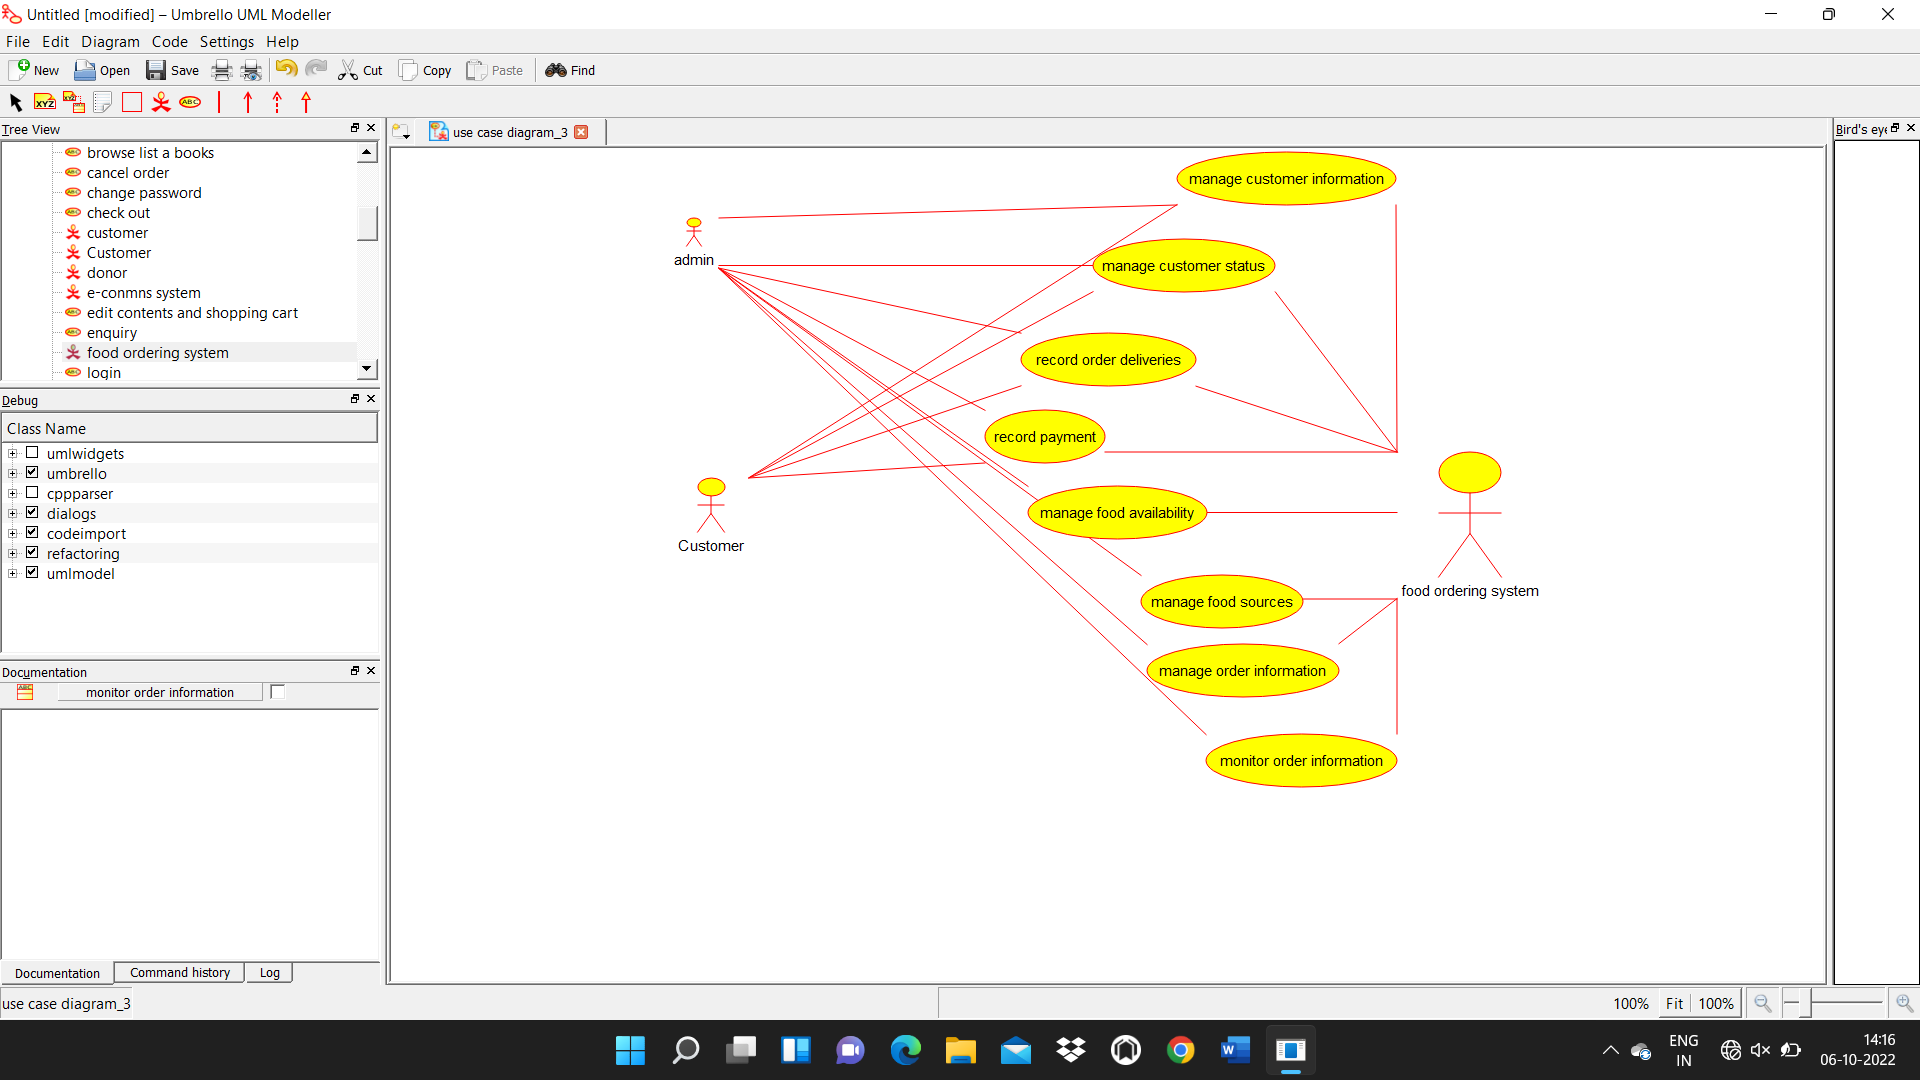 Untitled [modified] – Umbrello UML Modeller
File Edit Diagram Code Settings Help
New Open Save Cut Copy Paste Find
XYZ XYZ ABC
Tree View
use case diagram_3
Bird's eye
browse list a books
cancel order
change password
check out
customer
Customer
donor
e-conmns system
edit contents and shopping cart
enquiry
food ordering system
login
Debug
Class Name
umlwidgets
umbrello
cppparser
dialogs
codeimport
refactoring
umlmodel
Documentation
monitor order information
Documentation Command history Log
manage customer information
admin
manage customer status
record order deliveries
record payment
Customer
manage food availability
food ordering system
manage food sources
manage order information
monitor order information
use case diagram_3
100% Fit 100%
ENG
IN
14:16
06-10-2022